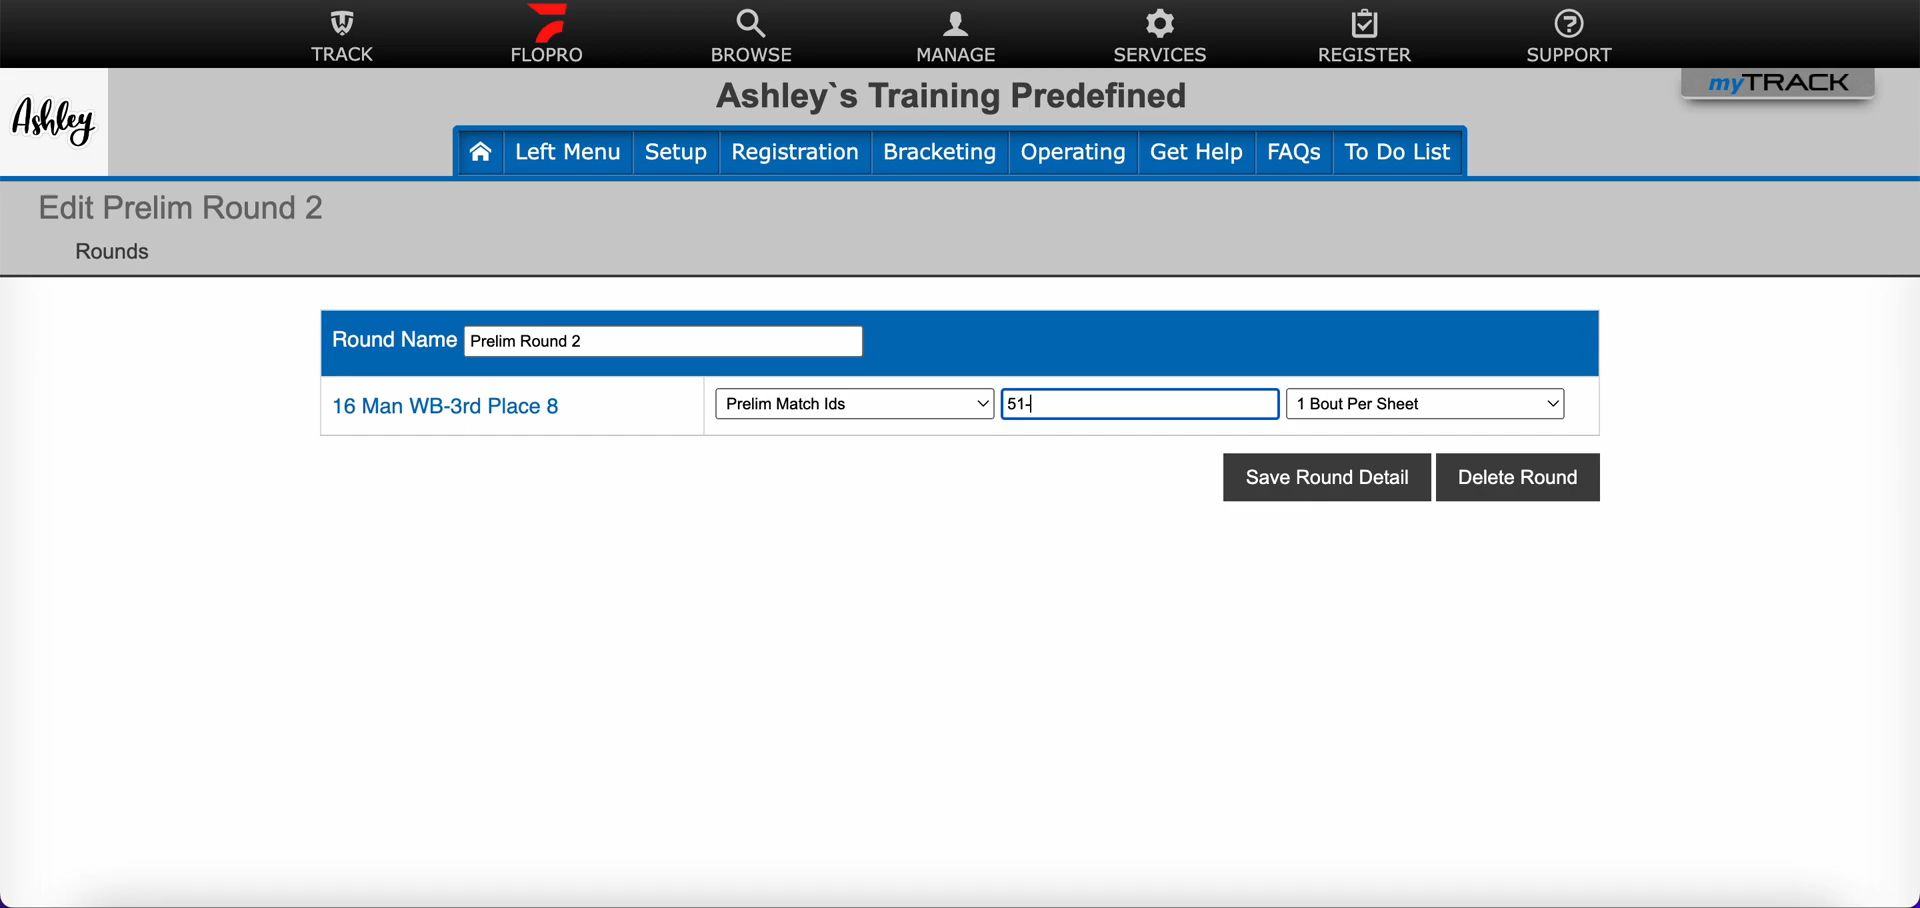 TRACK
FLOPRO
BROWSE
MANAGE
SERVICES
REGISTER
SUPPORT
Ashley
Ashley`s Training Predefined
myTRACK
Left Menu
Setup
Registration
Bracketing
Operating
Get Help
FAQs
To Do List
Edit Prelim Round 2
Rounds
Round Name Prelim Round 2
16 Man WB-3rd Place 8
Prelim Match Ids
51-
1 Bout Per Sheet
Save Round Detail
Delete Round